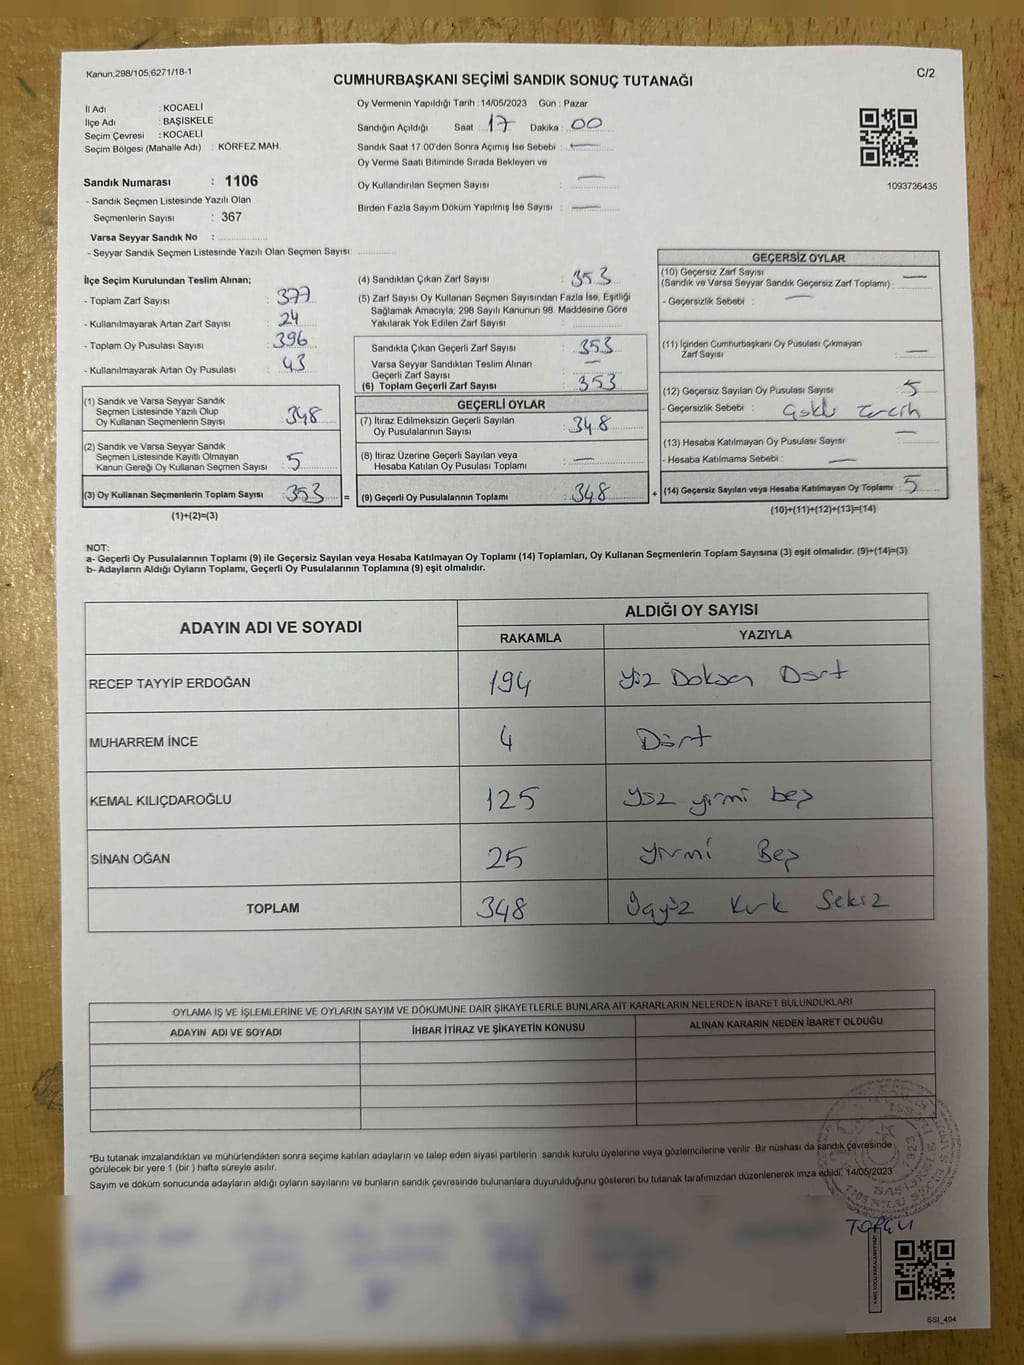 Kanun,298/105;6271/18-1
C/2
CUMHURBAŞKANI SEÇİMİ SANDIK SONUÇ TUTANAĞI
İl Adı : KOCAELİ
İlçe Adı : BAŞİSKELE
Seçim Çevresi : KOCAELİ
Seçim Bölgesi (Mahalle Adı) : KÖRFEZ MAH.
Sandık Numarası : 1106
- Sandık Seçmen Listesinde Yazılı Olan
Seçmenlerin Sayısı : 367
Varsa Seyyar Sandık No :
- Seyyar Sandık Seçmen Listesinde Yazılı Olan Seçmen Sayısı:
Oy Vermenin Yapıldığı Tarih : 14/05/2023 Gün : Pazar
Sandığın Açıldığı Saat : 17 Dakika : 00
Sandık Saat 17.00'den Sonra Açımış İse Sebebi : —
Oy Verme Saati Bitiminde Sırada Bekleyen ve
Oy Kullandırılan Seçmen Sayısı : —
Birden Fazla Sayım Döküm Yapılmış İse Sayısı : —
1093736435
İlçe Seçim Kurulundan Teslim Alınan;
- Toplam Zarf Sayısı : 377
- Kullanılmayarak Artan Zarf Sayısı : 24
- Toplam Oy Pusulası Sayısı : 396
- Kullanılmayarak Artan Oy Pusulası : 43
(1) Sandık ve Varsa Seyyar Sandık
Seçmen Listesinde Yazılı Olup
Oy Kullanan Seçmenlerin Sayısı : 348
(2) Sandık ve Varsa Seyyar Sandık
Seçmen Listesinde Kayıtlı Olmayan
Kanun Gereği Oy Kullanan Seçmen Sayısı : 5
(3) Oy Kullanan Seçmenlerin Toplam Sayısı : 353 =
(1)+(2)=(3)
(4) Sandıktan Çıkan Zarf Sayısı : 353
(5) Zarf Sayısı Oy Kullanan Seçmen Sayısından Fazla İse, Eşitliği
Sağlamak Amacıyla; 298 Sayılı Kanunun 98. Maddesine Göre
Yakılarak Yok Edilen Zarf Sayısı :
Sandıkta Çıkan Geçerli Zarf Sayısı : 353
Varsa Seyyar Sandıktan Teslim Alınan
Geçerli Zarf Sayısı : —
(6) Toplam Geçerli Zarf Sayısı : 353
GEÇERLİ OYLAR
(7) İtiraz Edilmeksizin Geçerli Sayılan
Oy Pusulalarının Sayısı : 348
(8) İtiraz Üzerine Geçerli Sayılan veya
Hesaba Katılan Oy Pusulası Toplamı : —
(9) Geçerli Oy Pusulalarının Toplamı : 348 +
GEÇERSİZ OYLAR
(10) Geçersiz Zarf Sayısı : —
(Sandık ve Varsa Seyyar Sandık Geçersiz Zarf Toplamı)
- Geçersizlik Sebebi : —
(11) İçinden Cumhurbaşkanı Oy Pusulası Çıkmayan
Zarf Sayısı : —
(12) Geçersiz Sayılan Oy Pusulası Sayısı : 5
- Geçersizlik Sebebi : Çoklu Tercih
(13) Hesaba Katılmayan Oy Pusulası Sayısı : —
- Hesaba Katılmama Sebebi : —
(14) Geçersiz Sayılan veya Hesaba Katılmayan Oy Toplamı : 5
(10)+(11)+(12)+(13)=(14)
NOT:
a- Geçerli Oy Pusulalarının Toplamı (9) ile Geçersiz Sayılan veya Hesaba Katılmayan Oy Toplamı (14) Toplamları, Oy Kullanan Seçmenlerin Toplam Sayısına (3) eşit olmalıdır. (9)+(14)=(3)
b- Adayların Aldığı Oyların Toplamı, Geçerli Oy Pusulalarının Toplamına (9) eşit olmalıdır.
ADAYIN ADI VE SOYADI
ALDIĞI OY SAYISI
RAKAMLA YAZIYLA
RECEP TAYYİP ERDOĞAN 194 Yüz Doksan Dört
MUHARREM İNCE 4 Dört
KEMAL KILIÇDAROĞLU 125 Yüz yirmi beş
SİNAN OĞAN 25 Yirmi Beş
TOPLAM 348 Üçyüz Kırk Sekiz
OYLAMA İŞ VE İŞLEMLERİNE VE OYLARIN SAYIM VE DÖKÜMÜNE DAİR ŞİKAYETLERLE BUNLARA AİT KARARLARIN NELERDEN İBARET BULUNDUKLARI
ADAYIN ADI VE SOYADI İHBAR İTİRAZ VE ŞİKAYETİN KONUSU ALINAN KARARIN NEDEN İBARET OLDUĞU
*Bu tutanak imzalandıktan ve mühürlendikten sonra seçime katılan adayların ve talep eden siyasi partilerin sandık kurulu üyelerine veya gözlemcilerine verilir. Bir nüshası da sandık çevresinde
görülecek bir yere 1 (bir ) hafta süreyle asılır.
Sayım ve döküm sonucunda adayların aldığı oyların sayılarını ve bunların sandık çevresinde bulunanlara duyurulduğunu gösteren bu tutanak tarafımızdan düzenlenerek imza edildi. 14/05/2023
SSI_404